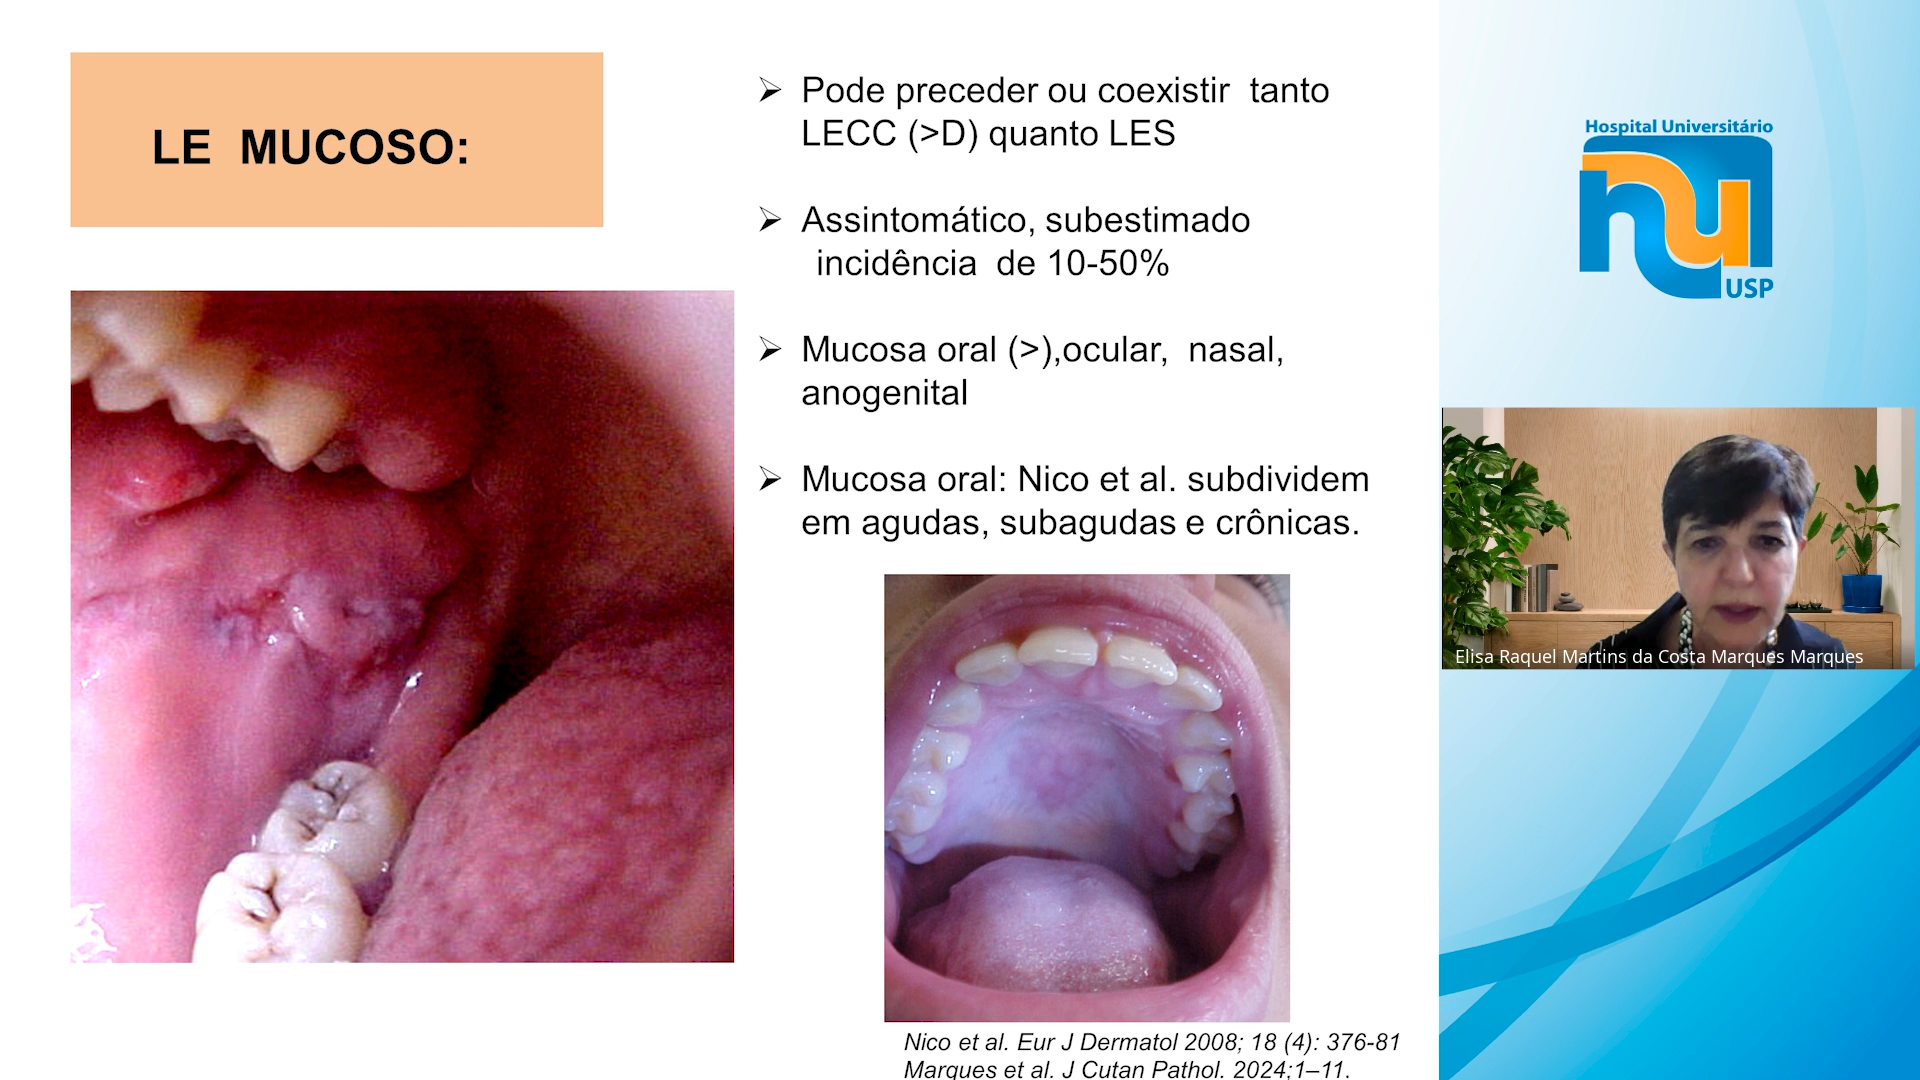 LE MUCOSO:
➢ Pode preceder ou coexistir tanto
LECC (>D) quanto LES
➢ Assintomático, subestimado
incidência de 10-50%
➢ Mucosa oral (>),ocular, nasal,
anogenital
➢ Mucosa oral: Nico et al. subdividem
em agudas, subagudas e crônicas.
Nico et al. Eur J Dermatol 2008; 18 (4): 376-81
Marques et al. J Cutan Pathol. 2024;1–11.
Hospital Universitário
hu
USP
Elisa Raquel Martins da Costa Marques Marques